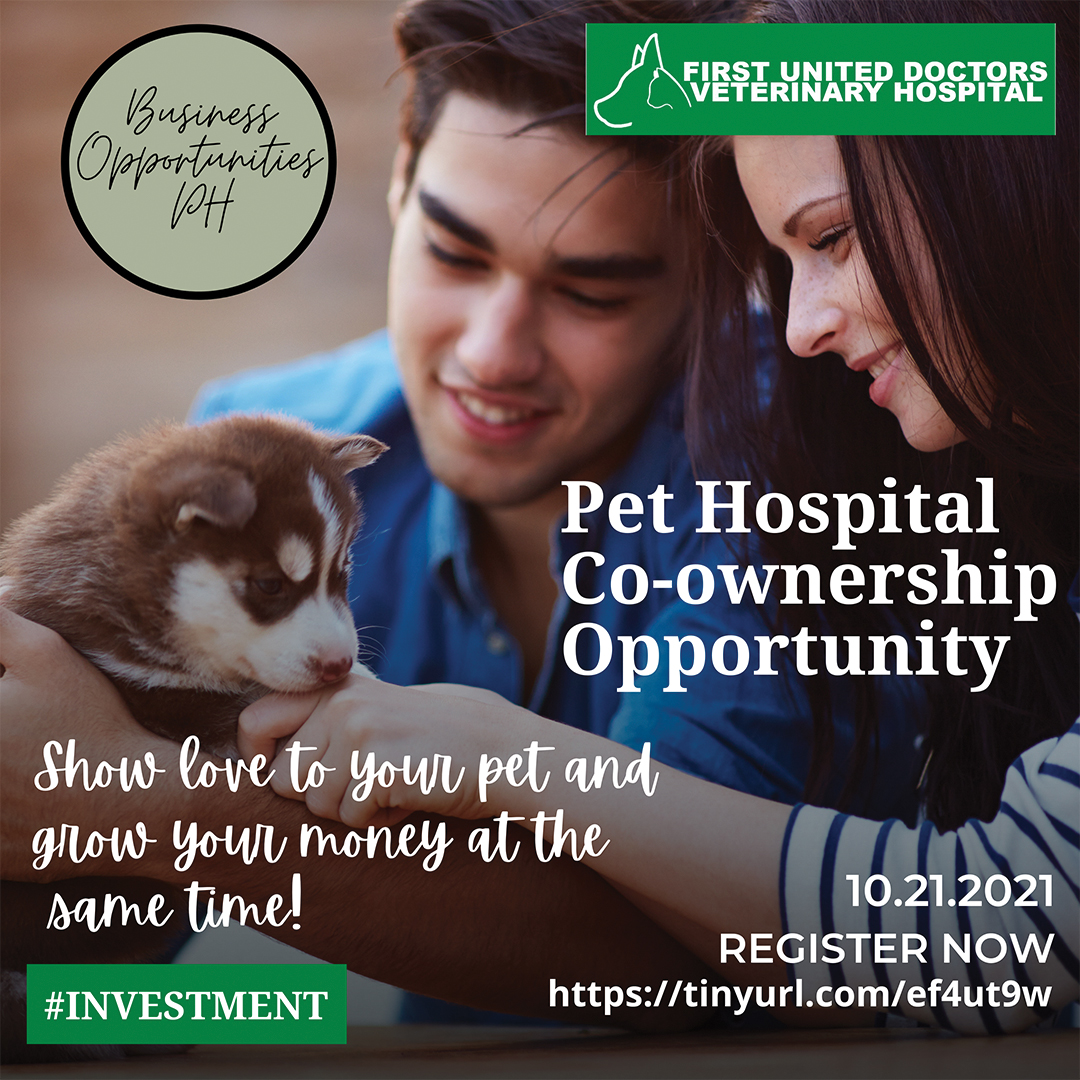 Business
Opportunities
PH
FIRST UNITED DOCTORS
VETERINARY HOSPITAL
Pet Hospital
Co-ownership
Opportunity
Show love to your pet and
grow your money at the
same time!
10.21.2021
REGISTER NOW
https://tinyurl.com/ef4ut9w
#INVESTMENT